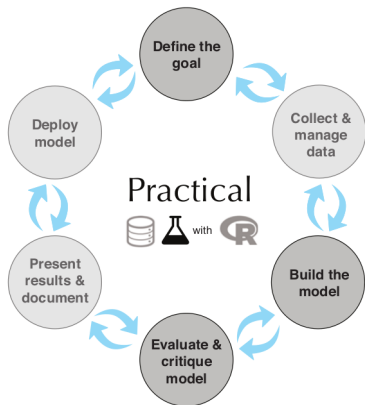 Define the
goal
Collect &
manage
data
Build the
model
Evaluate &
critique
model
Present
results &
document
Deploy
model
Practical
with R